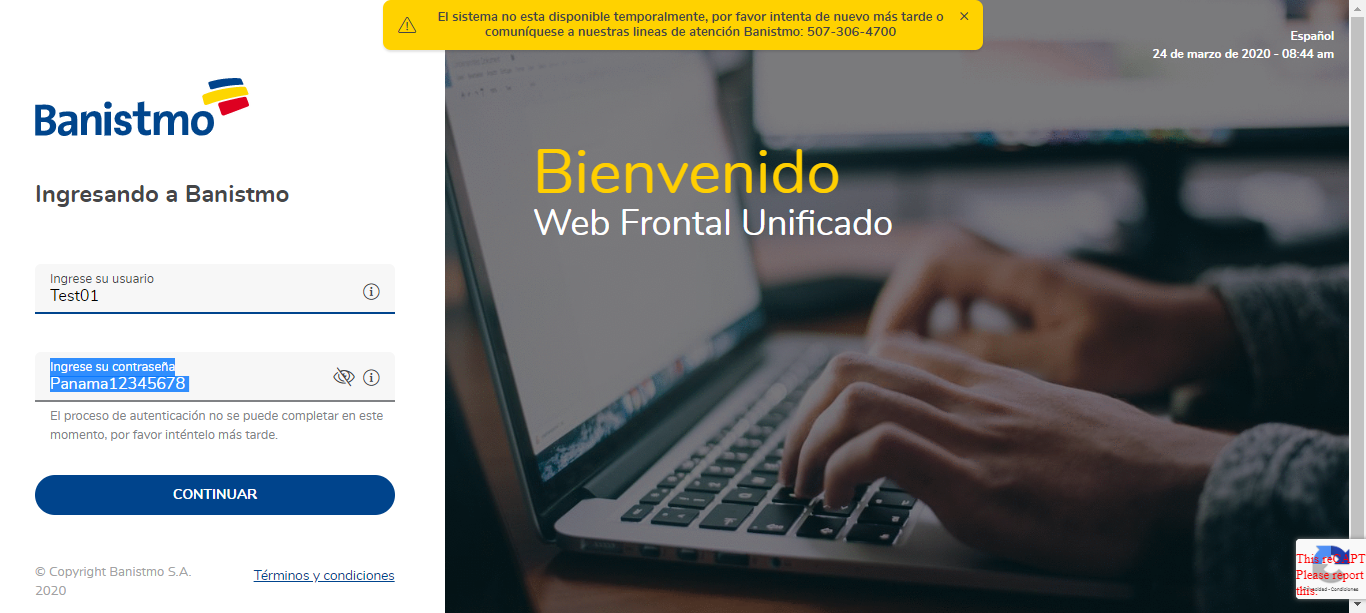 El sistema no esta disponible temporalmente, por favor intenta de nuevo más tarde o
comuníquese a nuestras lineas de atención Banistmo: 507-306-4700
Español
24 de marzo de 2020 - 08:44 am
Banistmo
Ingresando a Banistmo
Bienvenido
Web Frontal Unificado
Ingrese su usuario
Test01
Ingrese su contraseña
Panama12345678
El proceso de autenticación no se puede completar en este
momento, por favor inténtelo más tarde.
CONTINUAR
© Copyright Banistmo S.A.
2020
Términos y condiciones
Please report
this.